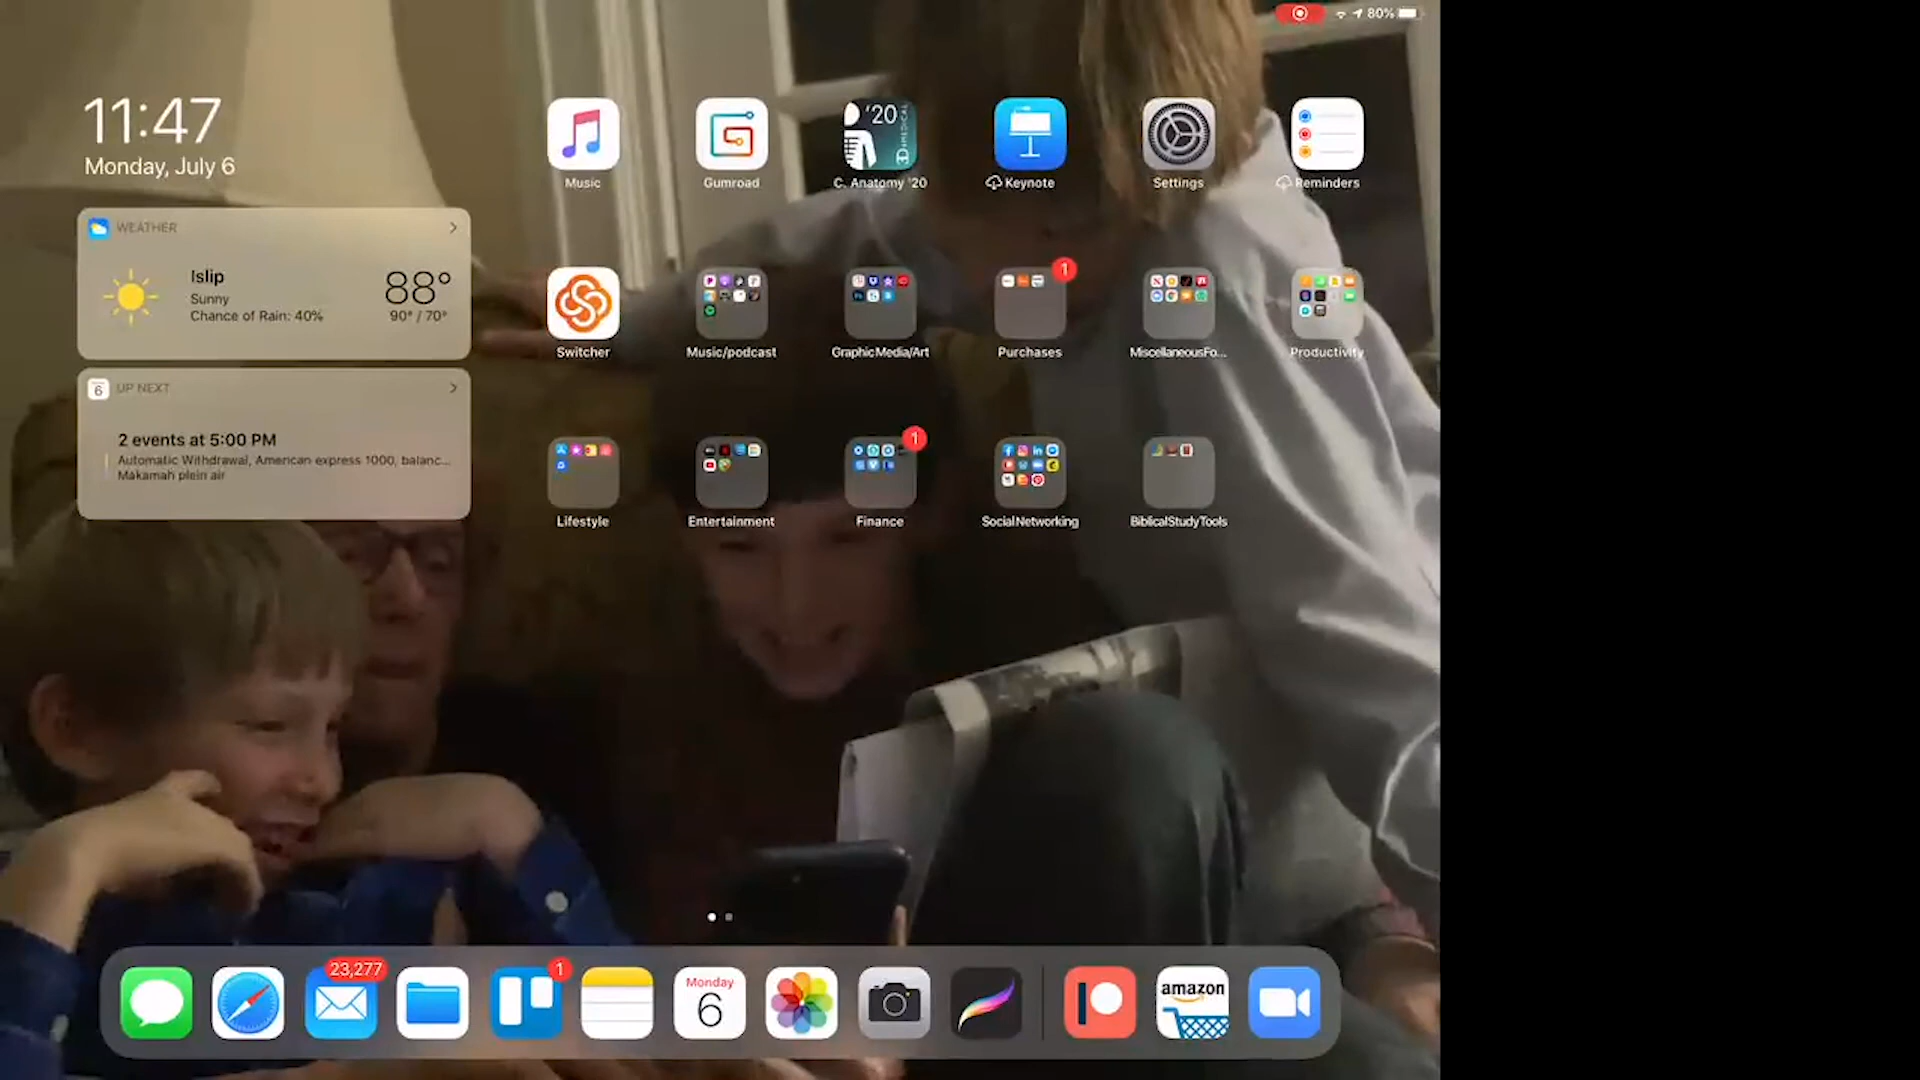 80%
11:47
Monday, July 6
WEATHER
Islip
Sunny
Chance of Rain: 40%
88°
90° / 70°
6
UP NEXT
2 events at 5:00 PM
Automatic Withdrawal, American express 1000, balanc...
Makamah plein air
'20
3D MEDICAL
Music
Gumroad
C. Anatomy '20
Keynote
Settings
Reminders
1
Switcher
Music/podcast
GraphicMedia/Art
Purchases
MiscellaneousFo...
Productivity
1
Lifestyle
Entertainment
Finance
SocialNetworking
BiblicalStudyTools
23,277
1
Monday
6
amazon